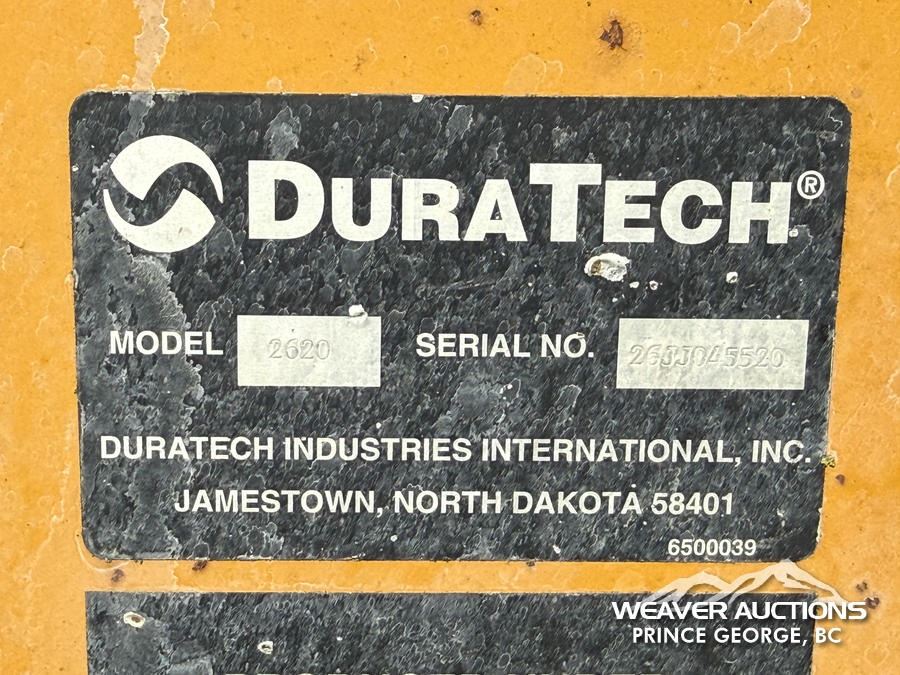 DURATECH®
MODEL 2620 SERIAL NO. 26JJ045520
DURATECH INDUSTRIES INTERNATIONAL, INC.
JAMESTOWN, NORTH DAKOTA 58401
6500039
WEAVER AUCTIONS
PRINCE GEORGE, BC